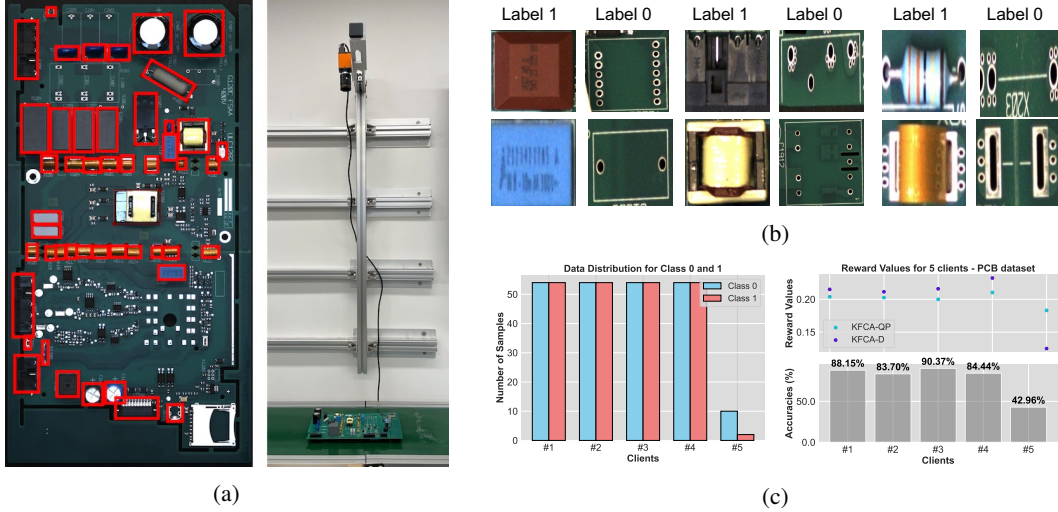 (a)
Label 1
Label 0
Label 1
Label 0
Label 1
Label 0
X203
(b)
Data Distribution for Class 0 and 1
Class 0
Class 1
Number of Samples
50
40
30
20
10
0
#1
#2
#3
#4
#5
Clients
Reward Values for 5 clients - PCB dataset
Reward Values
0.20
0.15
KFCA-QP
KFCA-D
Accuracies (%)
50.0
0.0
88.15%
83.70%
90.37%
84.44%
42.96%
#1
#2
#3
#4
#5
Clients
(c)